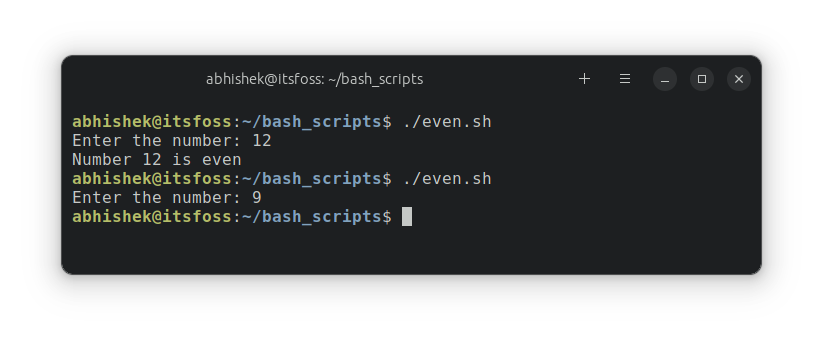 abhishek@itsfoss: ~/bash_scripts
abhishek@itsfoss:~/bash_scripts$ ./even.sh
Enter the number: 12
Number 12 is even
abhishek@itsfoss:~/bash_scripts$ ./even.sh
Enter the number: 9
abhishek@itsfoss:~/bash_scripts$